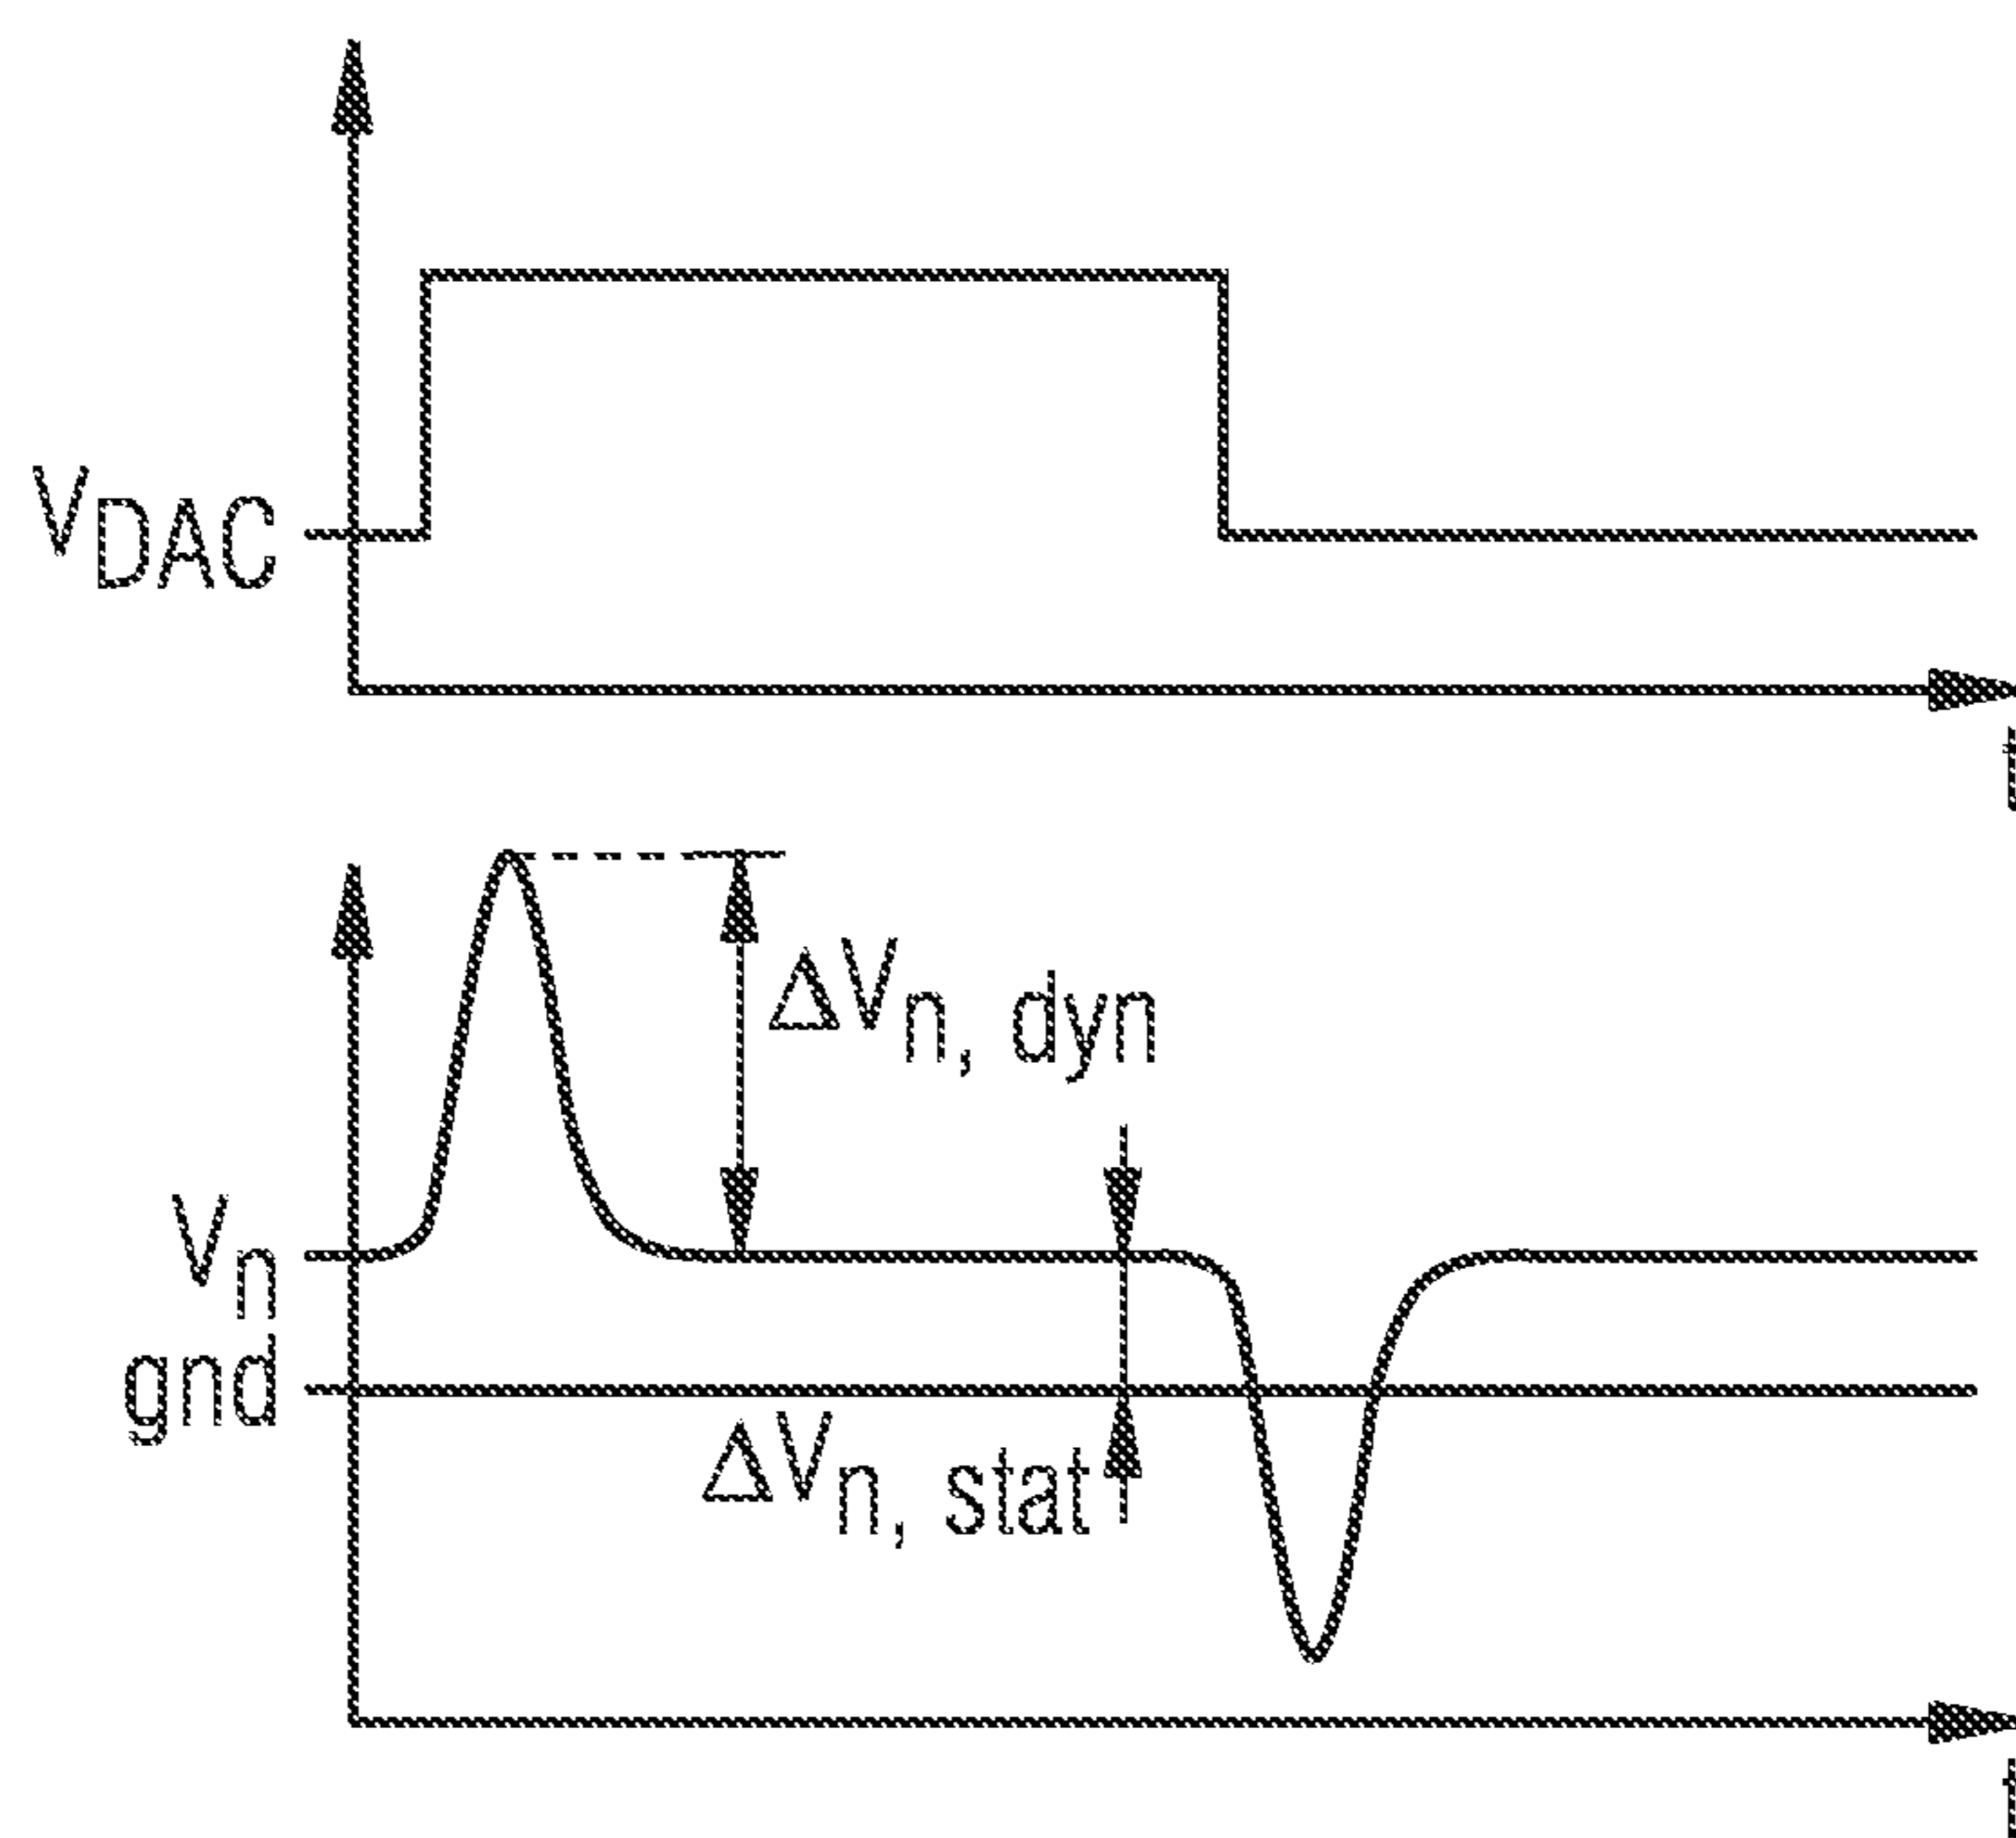 VDAC
t
ΔVn, dyn
Vn
gnd
ΔVn, stat
t